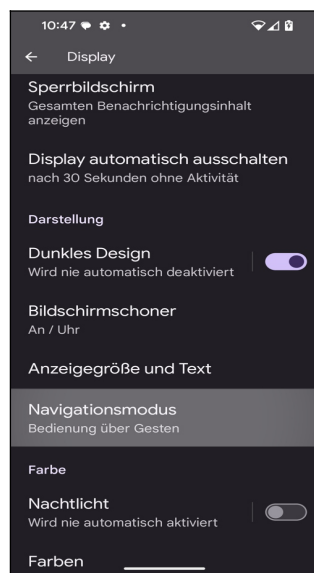 10:47
Display
Sperrbildschirm
Gesamten Benachrichtigungsinhalt
anzeigen
Display automatisch ausschalten
nach 30 Sekunden ohne Aktivität
Darstellung
Dunkles Design
Wird nie automatisch deaktiviert
Bildschirmschoner
An / Uhr
Anzeigegröße und Text
Navigationsmodus
Bedienung über Gesten
Farbe
Nachtlicht
Wird nie automatisch aktiviert
Farben